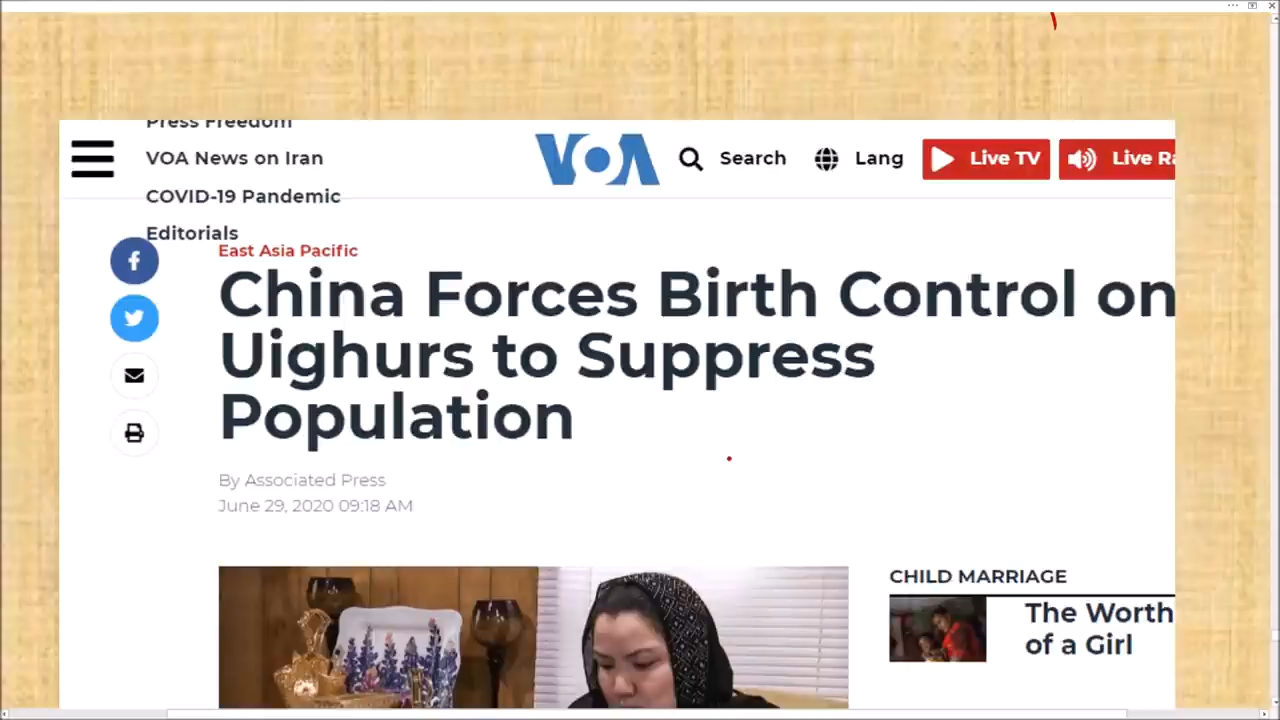 Press Freedom
VOA News on Iran
COVID-19 Pandemic
Editorials
VOA
Search
Lang
Live TV
Live Ra
East Asia Pacific
China Forces Birth Control on
Uighurs to Suppress
Population
By Associated Press
June 29, 2020 09:18 AM
CHILD MARRIAGE
The Worth
of a Girl